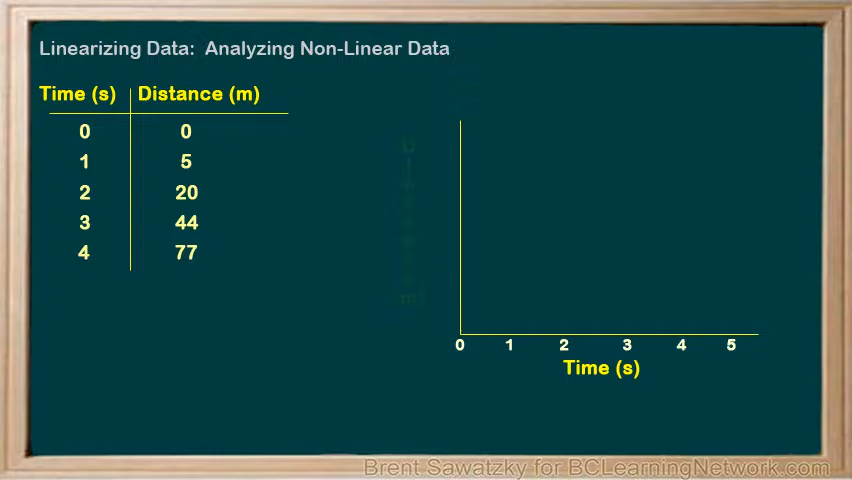 Linearizing Data:  Analyzing Non-Linear Data
Time (s) Distance (m)
0 0
1 5
2 20
3 44
4 77
0 1 2 3 4 5
Time (s)
Brent Sawatzky for BCLearningNetwork.com